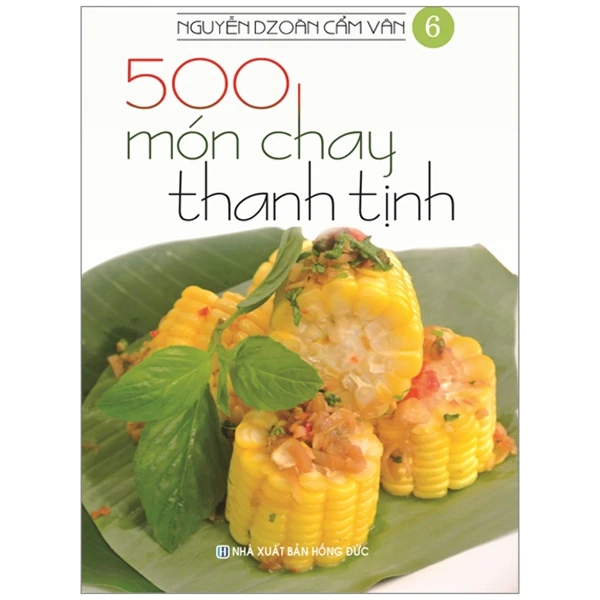 NGUYỄN DZOÃN CẨM VÂN 6
500
món chay
thanh tịnh
H NHÀ XUẤT BẢN HỒNG ĐỨC